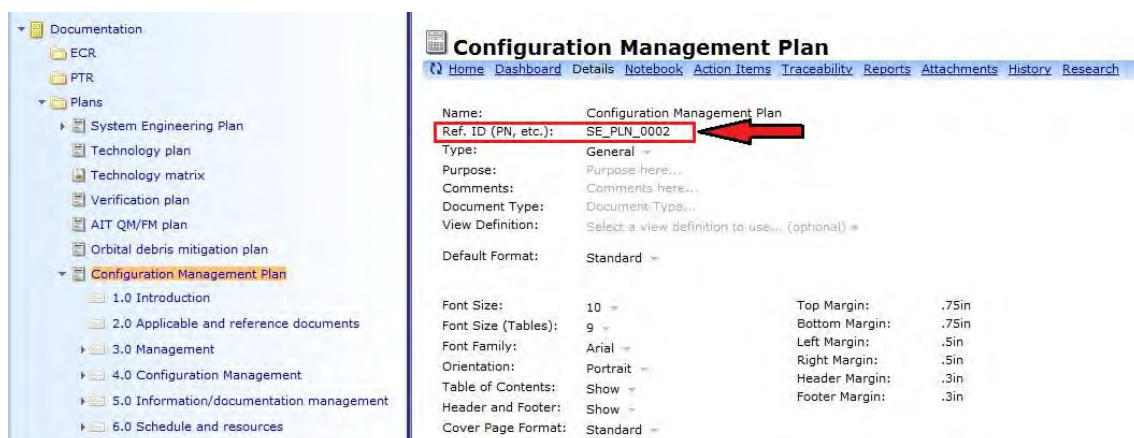 Documentation
ECR
PTR
Plans
System Engineering Plan
Technology plan
Technology matrix
Verification plan
AIT QM/FM plan
Orbital debris mitigation plan
Configuration Management Plan
1.0 Introduction
2.0 Applicable and reference documents
3.0 Management
4.0 Configuration Management
5.0 Information/documentation management
6.0 Schedule and resources
Configuration Management Plan
Home Dashboard Details Notebook Action Items Traceability Reports Attachments History Research
Name: Configuration Management Plan
Ref. ID (PN, etc.): SE_PLN_0002
Type: General
Purpose: Purpose here...
Comments: Comments here...
Document Type: Document Type...
View Definition: Select a view definition to use... (optional)
Default Format: Standard
Font Size: 10
Font Size (Tables): 9
Font Family: Arial
Orientation: Portrait
Table of Contents: Show
Header and Footer: Show
Cover Page Format: Standard
Top Margin: .75in
Bottom Margin: .75in
Left Margin: .5in
Right Margin: .5in
Header Margin: .3in
Footer Margin: .3in